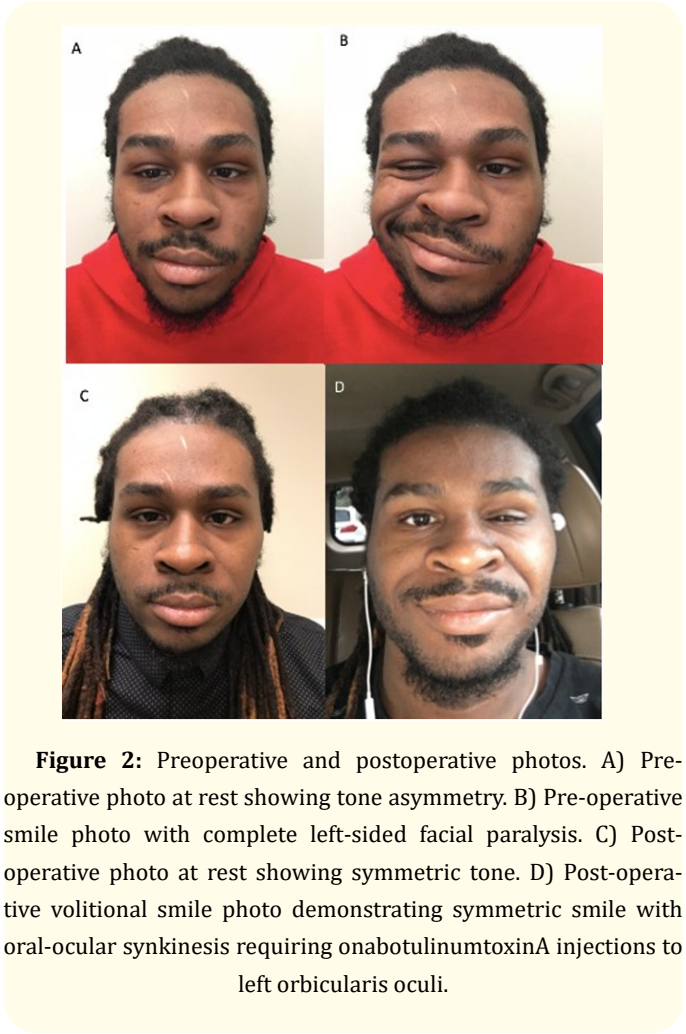 A
B
C
D
Figure 2: Preoperative and postoperative photos. A) Pre-
operative photo at rest showing tone asymmetry. B) Pre-operative
smile photo with complete left-sided facial paralysis. C) Post-
operative photo at rest showing symmetric tone. D) Post-opera-
tive volitional smile photo demonstrating symmetric smile with
oral-ocular synkinesis requiring onabotulinumtoxinA injections to
left orbicularis oculi.